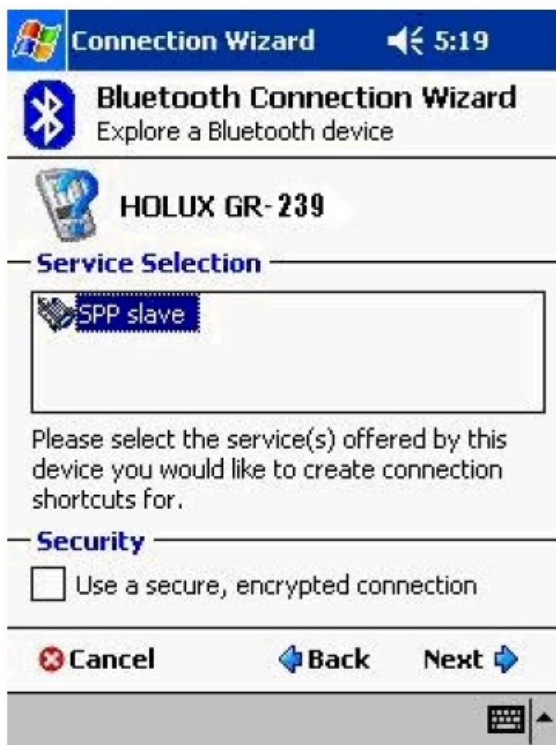 Connection Wizard 5:19
Bluetooth Connection Wizard
Explore a Bluetooth device
HOLUX GR-239
Service Selection
SPP slave
Please select the service(s) offered by this
device you would like to create connection
shortcuts for.
Security
Use a secure, encrypted connection
Cancel Back Next